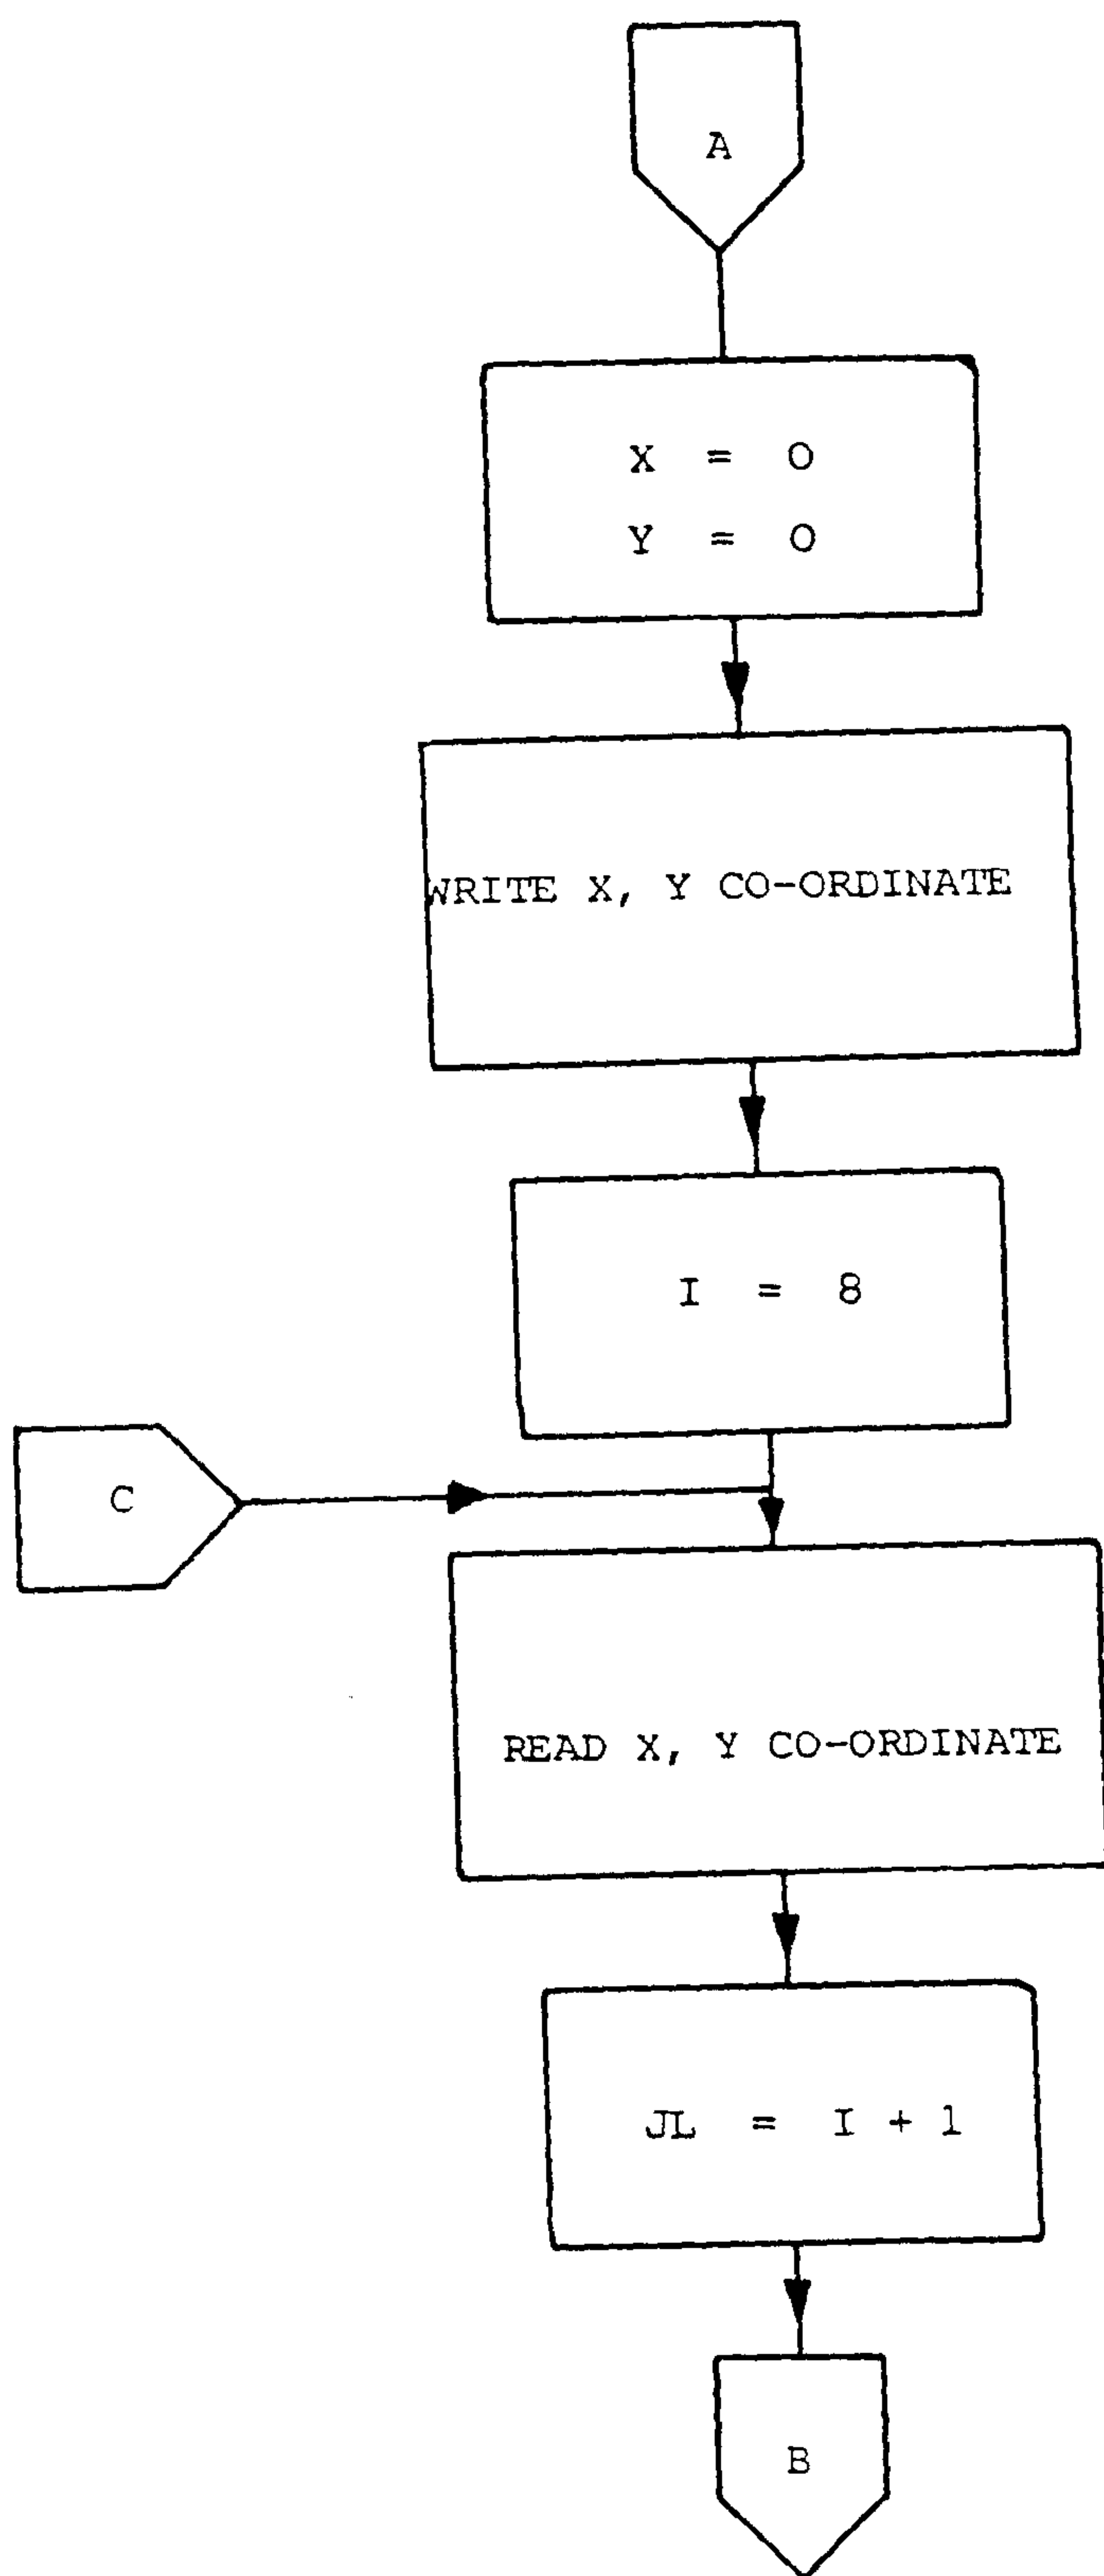 A
X = O
Y = O
WRITE X, Y CO-ORDINATE
I = 8
C
READ X, Y CO-ORDINATE
JL = I + 1
B